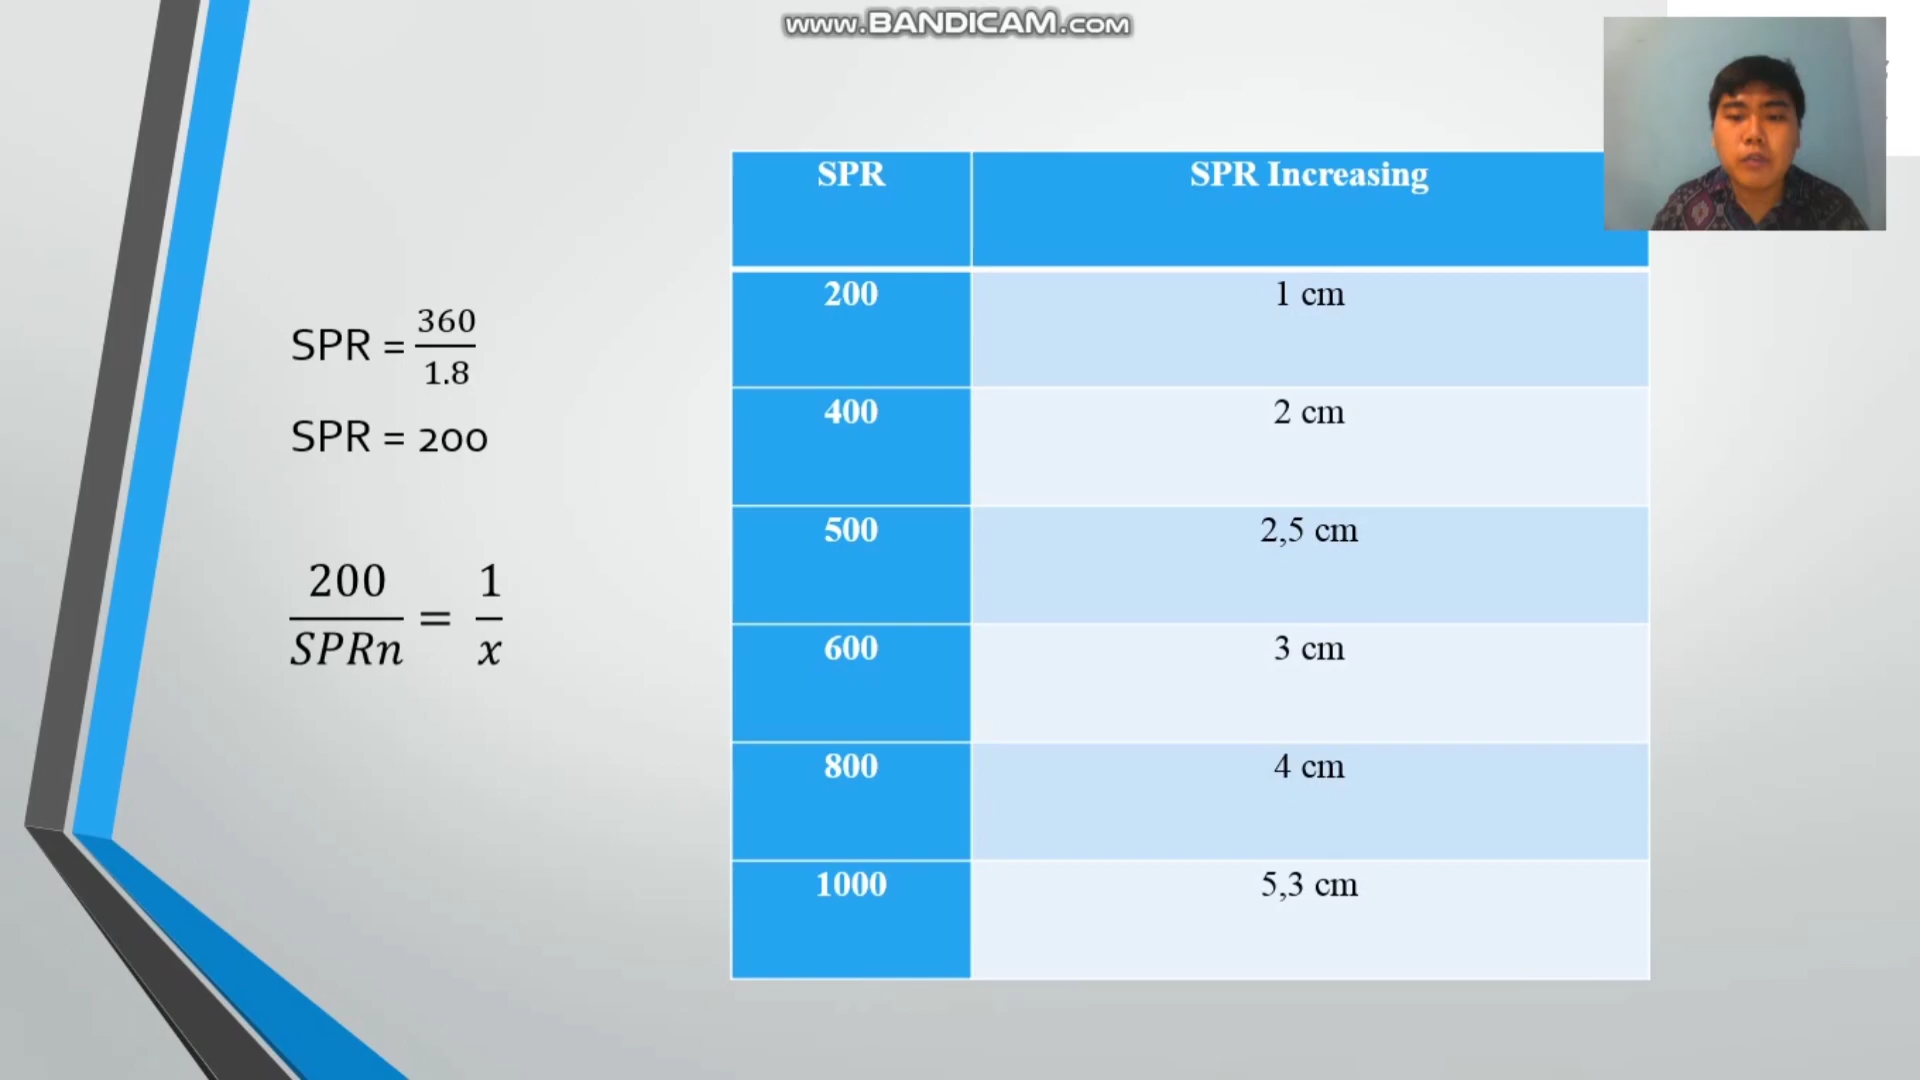 www.BANDICAM.com
SPR = 360/1.8
SPR = 200
200/SPRn = 1/x
SPR SPR Increasing
200 1 cm
400 2 cm
500 2,5 cm
600 3 cm
800 4 cm
1000 5,3 cm